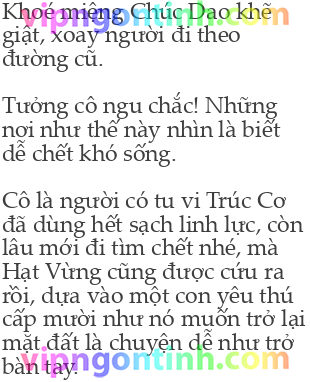 Khoé miệng Chúc Dao khẽ
giật, xoay người đi theo
đường cũ.
Tưởng cô ngu chắc! Những
nơi như thế này nhìn là biết
dễ chết khó sống.
Cô là người có tu vi Trúc Cơ
đã dùng hết sạch linh lực, còn
lâu mới đi tìm chết nhé, mà
Hạt Vừng cũng được cứu ra
rồi, dựa vào một con yêu thú
cấp mười như nó muốn trở lại
mặt đất là chuyện dễ như trở
bàn tay.
vipngontinh.com
vipngontinh.com
vipngontinh.com